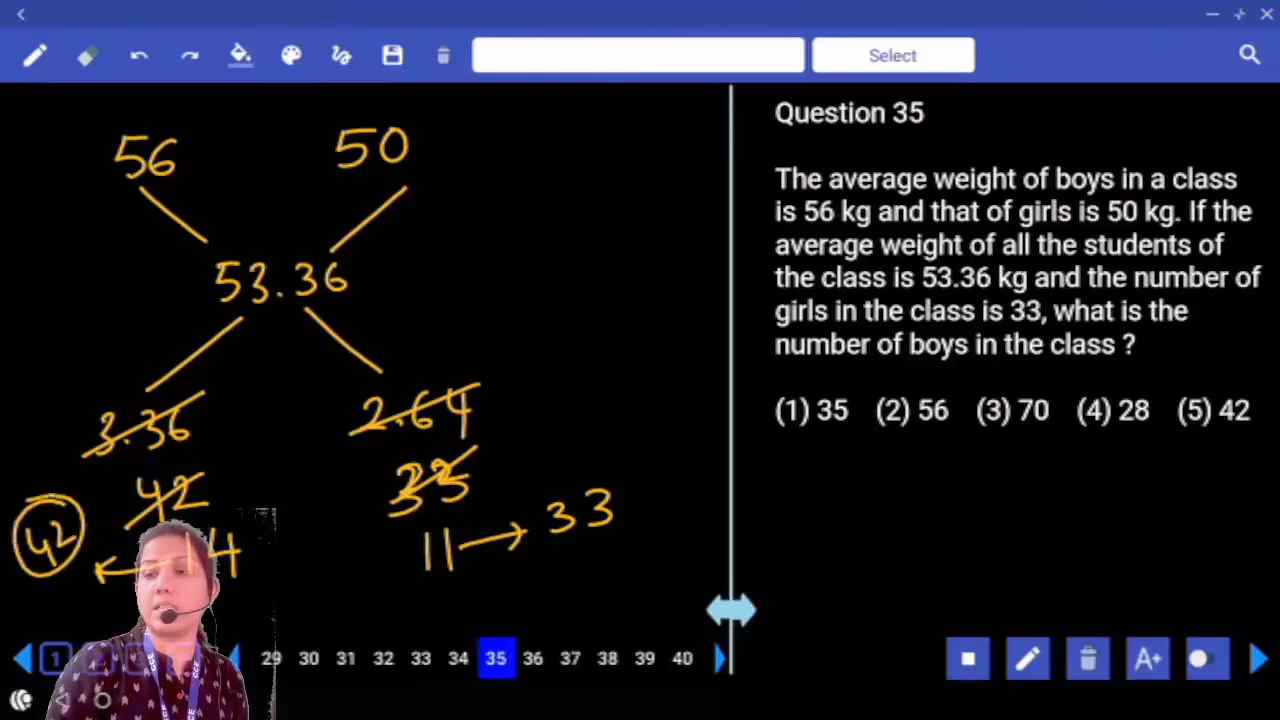 Select
56 50
53.36
3.36 2.64
42 33
42 14 11 → 33
Question 35
The average weight of boys in a class
is 56 kg and that of girls is 50 kg. If the
average weight of all the students of
the class is 53.36 kg and the number of
girls in the class is 33, what is the
number of boys in the class ?
(1) 35 (2) 56 (3) 70 (4) 28 (5) 42
1 29 30 31 32 33 34 35 36 37 38 39 40
A+